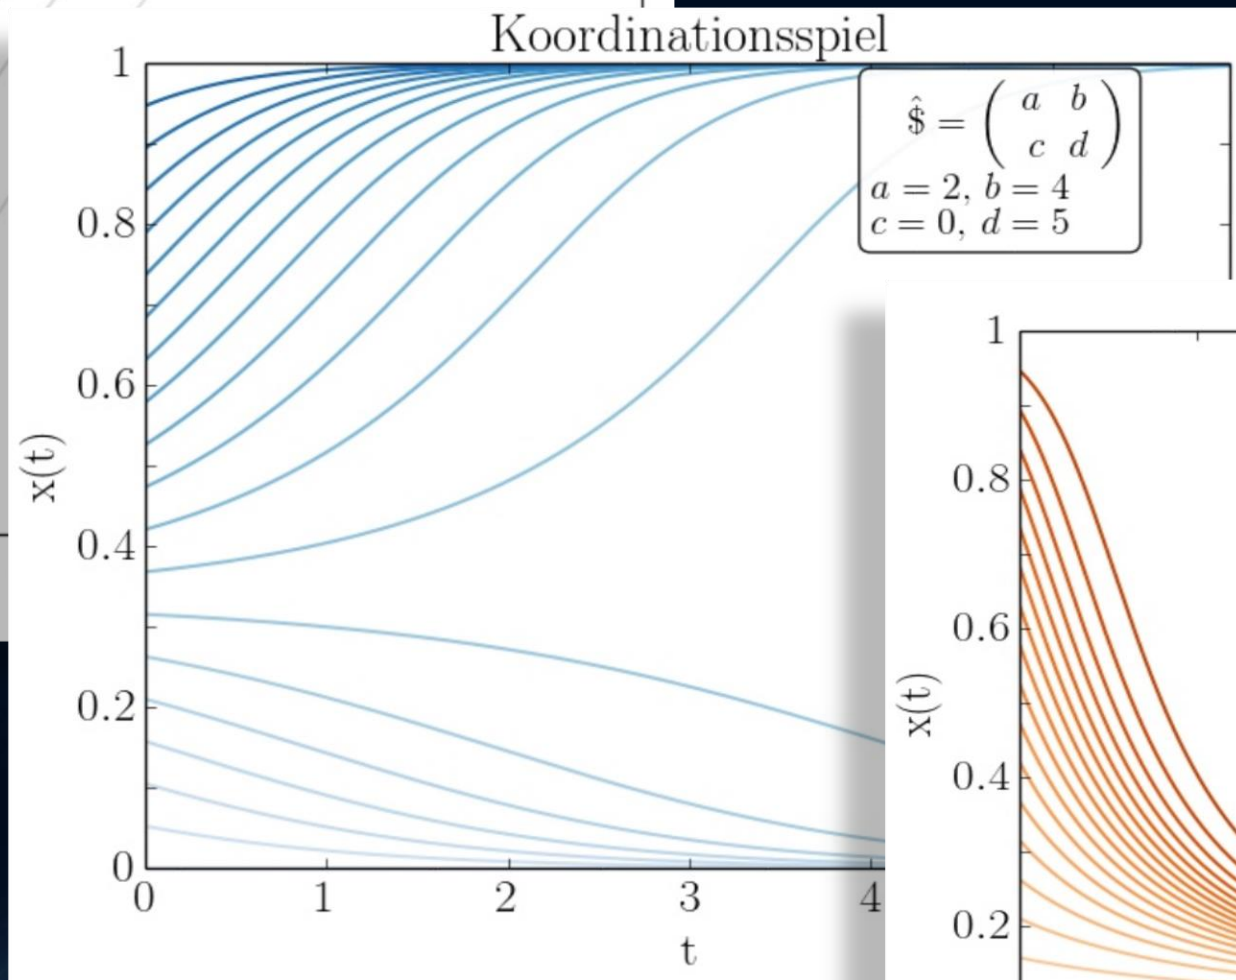 Koordinationsspiel
1
0.8
0.6
0.4
0.2
0
x(t)
0 1 2 3 4
t
$̂ = ( a b
c d )
a = 2, b = 4
c = 0, d = 5
1
0.8
0.6
0.4
0.2
x(t)